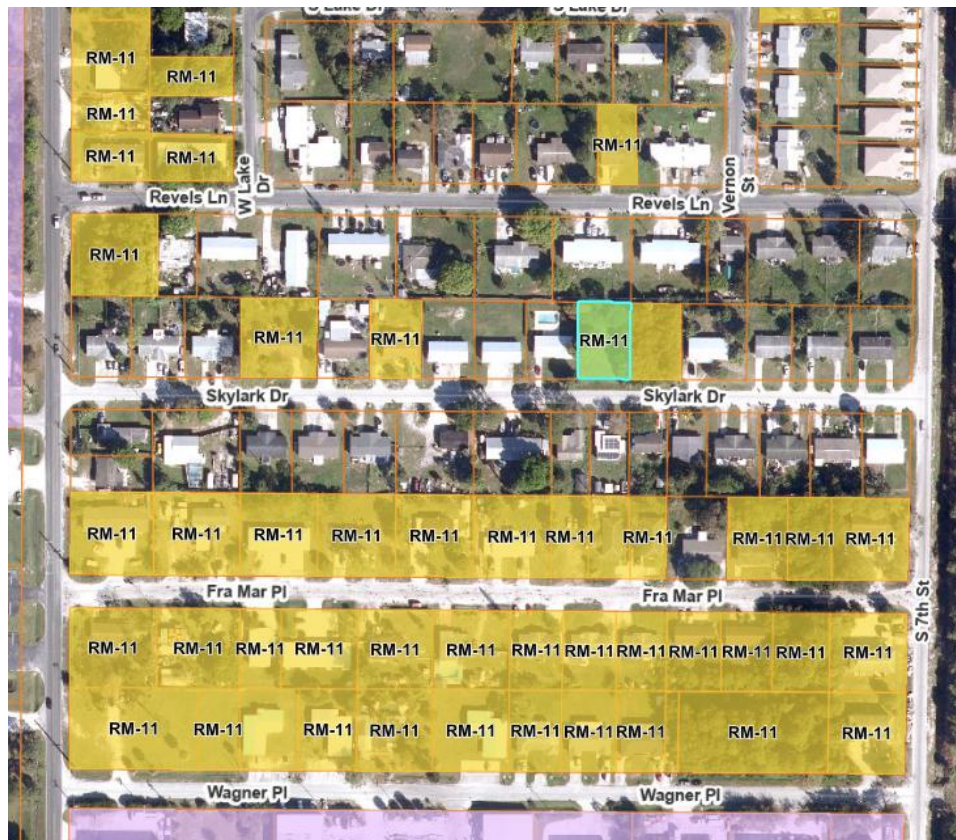 S Lake Dr S Lake Dr
RM-11
RM-11
RM-11
RM-11 RM-11
W Lake
Dr
RM-11
Vernon
St
Revels Ln Revels Ln
RM-11
RM-11 RM-11 RM-11
Skylark Dr Skylark Dr
RM-11 RM-11 RM-11 RM-11 RM-11 RM-11 RM-11 RM-11 RM-11 RM-11 RM-11
Fra Mar Pl Fra Mar Pl
S 7th St
RM-11 RM-11 RM-11 RM-11 RM-11 RM-11 RM-11 RM-11 RM-11 RM-11 RM-11 RM-11 RM-11
RM-11 RM-11 RM-11 RM-11 RM-11 RM-11 RM-11 RM-11 RM-11 RM-11
Wagner Pl Wagner Pl